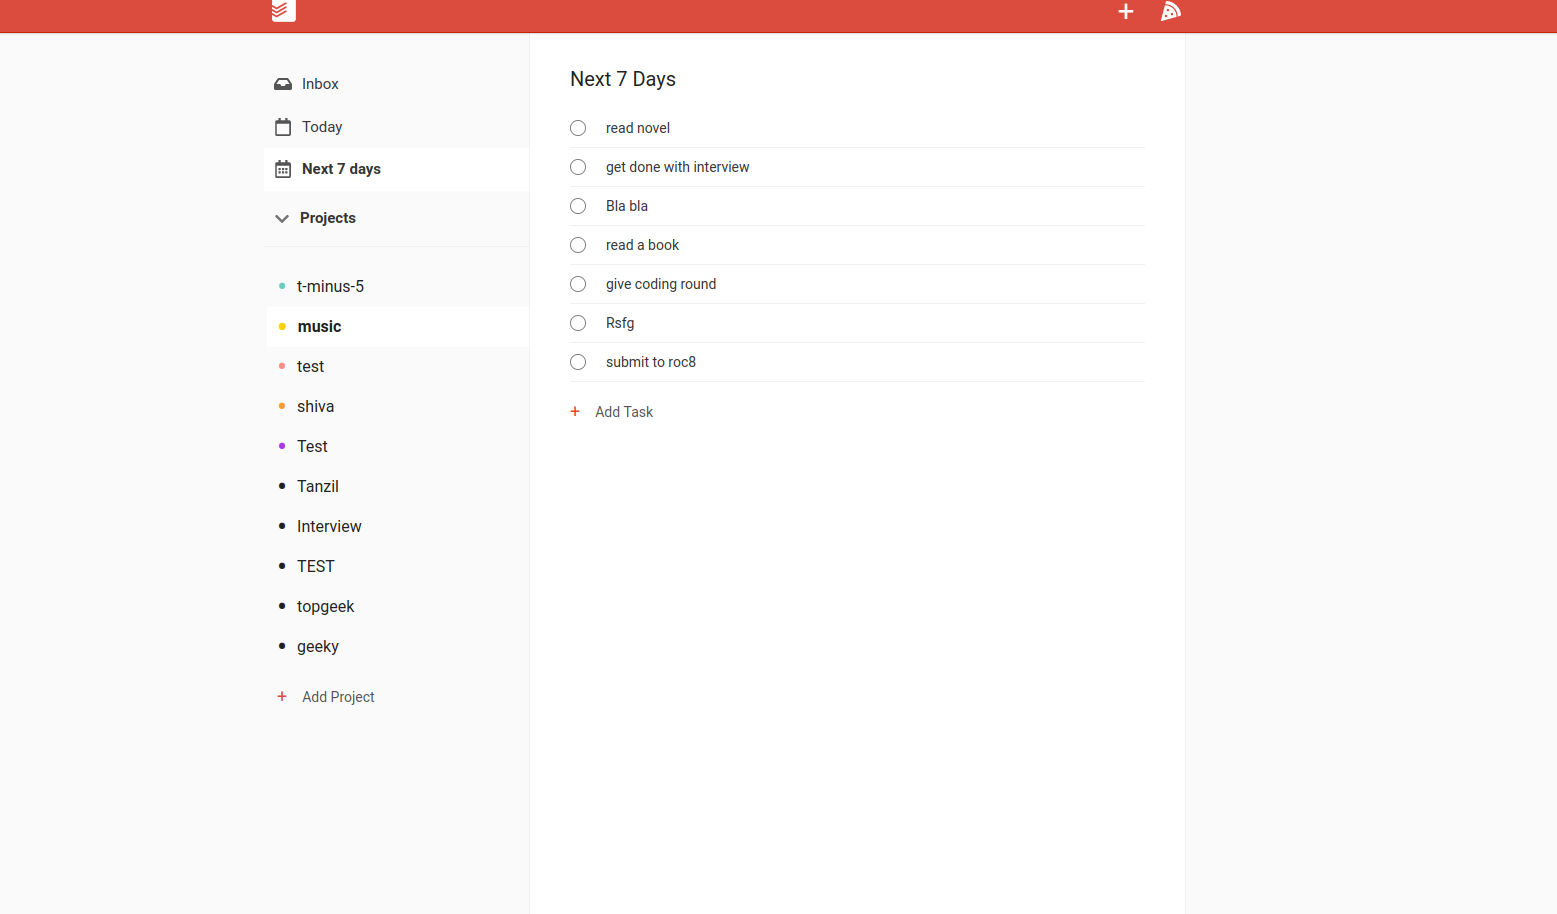 Inbox
Today
Next 7 days
Projects
t-minus-5
music
test
shiva
Test
Tanzil
Interview
TEST
topgeek
geeky
+ Add Project
Next 7 Days
read novel
get done with interview
Bla bla
read a book
give coding round
Rsfg
submit to roc8
+ Add Task